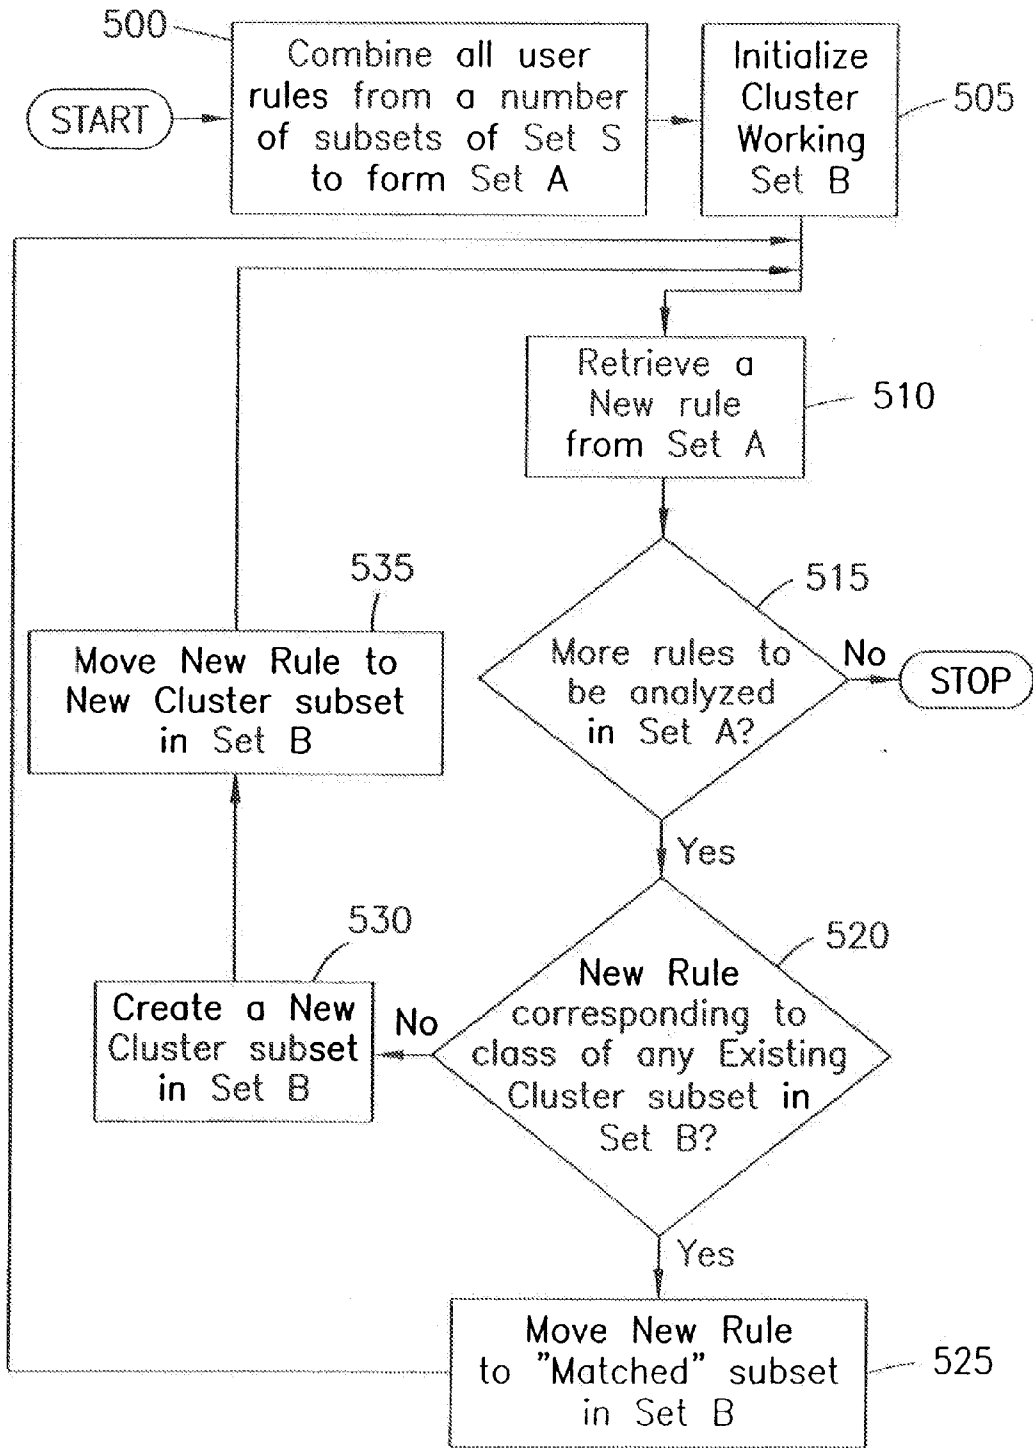 500
Combine all user
rules from a number
of subsets of Set S
to form Set A
Initialize
Cluster
Working
Set B
505
START
Retrieve a
New rule
from Set A
510
515
More rules to
be analyzed
in Set A?
No
STOP
Yes
535
Move New Rule to
New Cluster subset
in Set B
530
Create a New
Cluster subset
in Set B
No
520
New Rule
corresponding to
class of any Existing
Cluster subset in
Set B?
Yes
Move New Rule
to "Matched" subset
in Set B
525